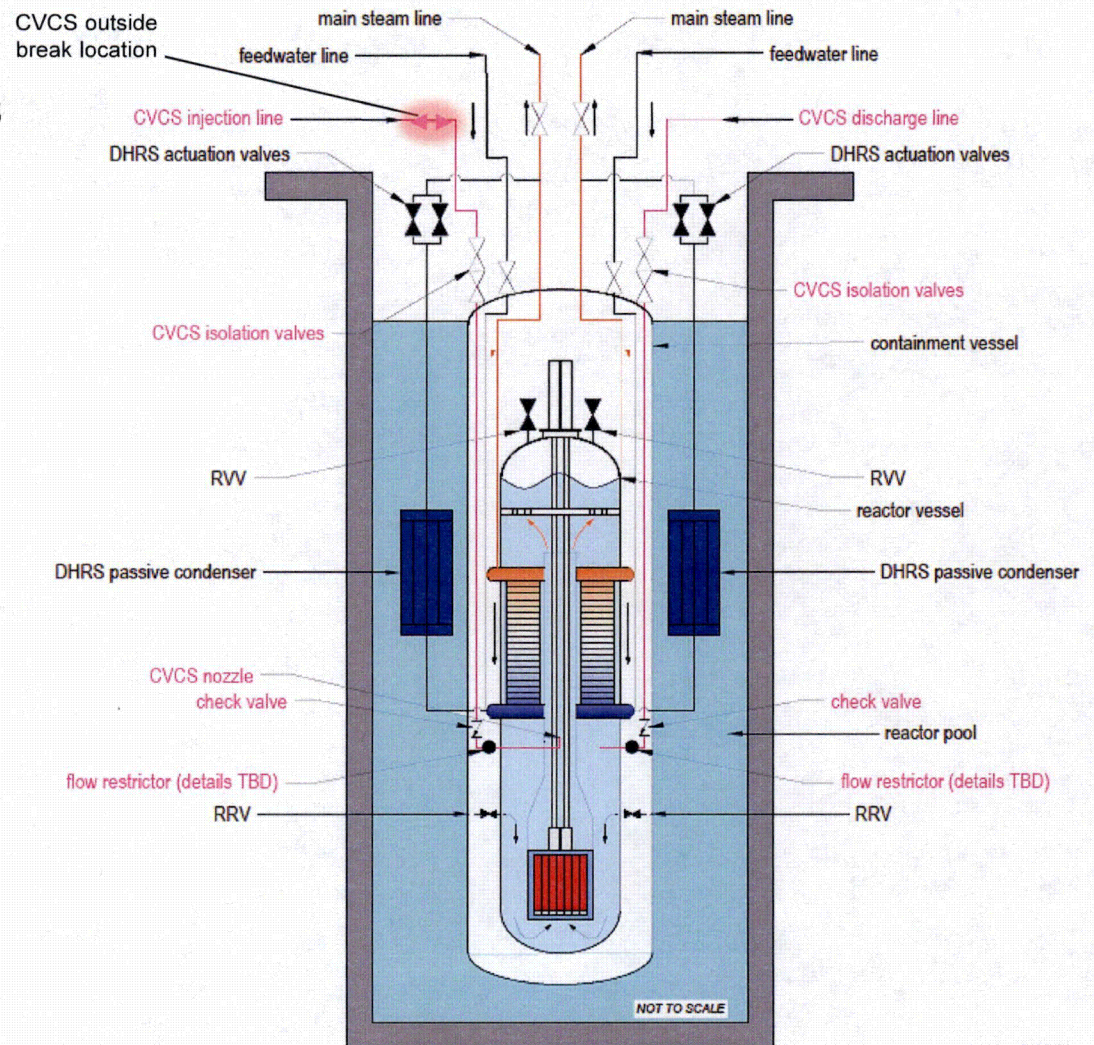 CVCS outside
break location
main steam line
main steam line
feedwater line
feedwater line
CVCS injection line
CVCS discharge line
DHRS actuation valves
DHRS actuation valves
CVCS isolation valves
CVCS isolation valves
containment vessel
RVV
RVV
reactor vessel
DHRS passive condenser
DHRS passive condenser
CVCS nozzle
check valve
check valve
reactor pool
flow restrictor (details TBD)
flow restrictor (details TBD)
RRV
RRV
NOT TO SCALE